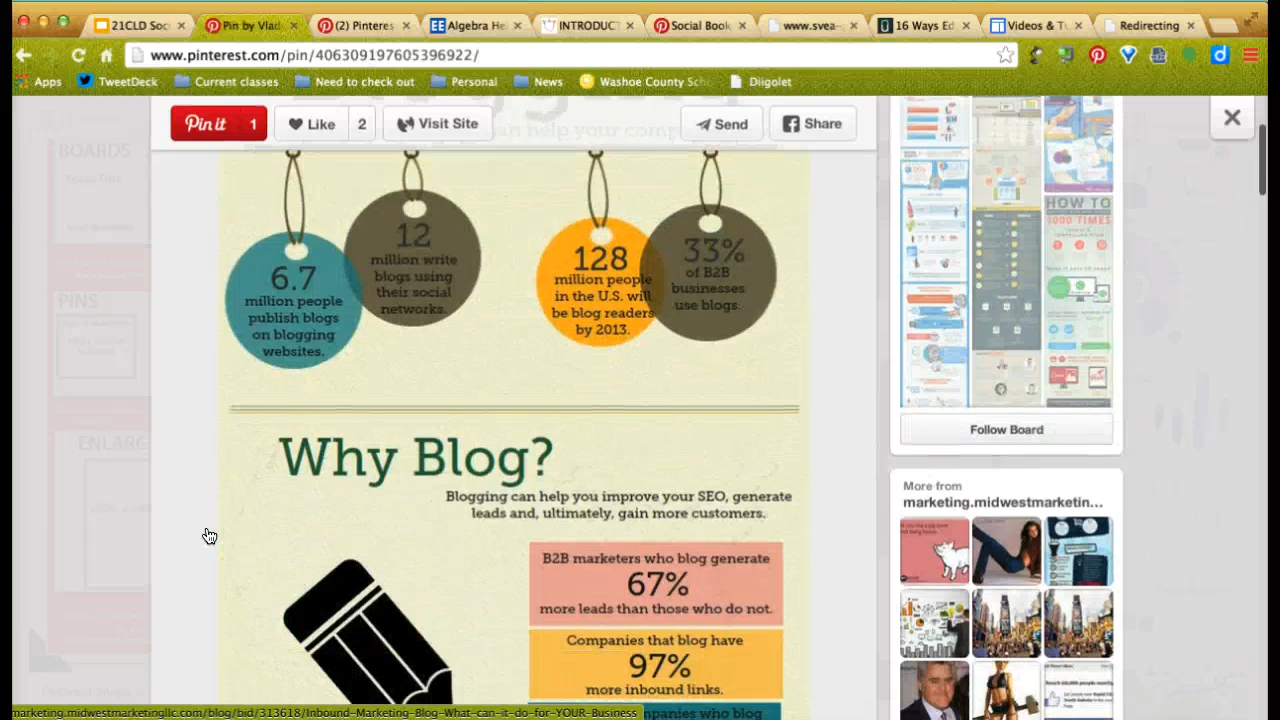 21CLD Soc
Pin by Vlad
(2) Pinteres
Algebra He
INTRODUCT
Social Book
www.svea-
16 Ways Ed
Videos & T
Redirecting
www.pinterest.com/pin/406309197605396922/
Apps
TweetDeck
Current classes
Need to check out
Personal
News
Washoe County Sch
Diigolet
Pin it 1
Like 2
Visit Site
Send
Share
BOARDS
PINS
ENLARG
6.7
million people
publish blogs
on blogging
websites.
12
million write
blogs using
their social
networks.
128
million people
in the U.S. will
be blog readers
by 2013.
33%
of B2B
businesses
use blogs.
HOW TO
Follow Board
Why Blog?
Blogging can help you improve your SEO, generate
leads and, ultimately, gain more customers.
B2B marketers who blog generate
67%
more leads than those who do not.
Companies that blog have
97%
more inbound links.
mpanies who blog
More from
marketing.midwestmarketin...
marketing.midwestmarketingllc.com/blog/bid/313618/Inbound-Marketing-Blog-What-can-it-do-for-YOUR-Business